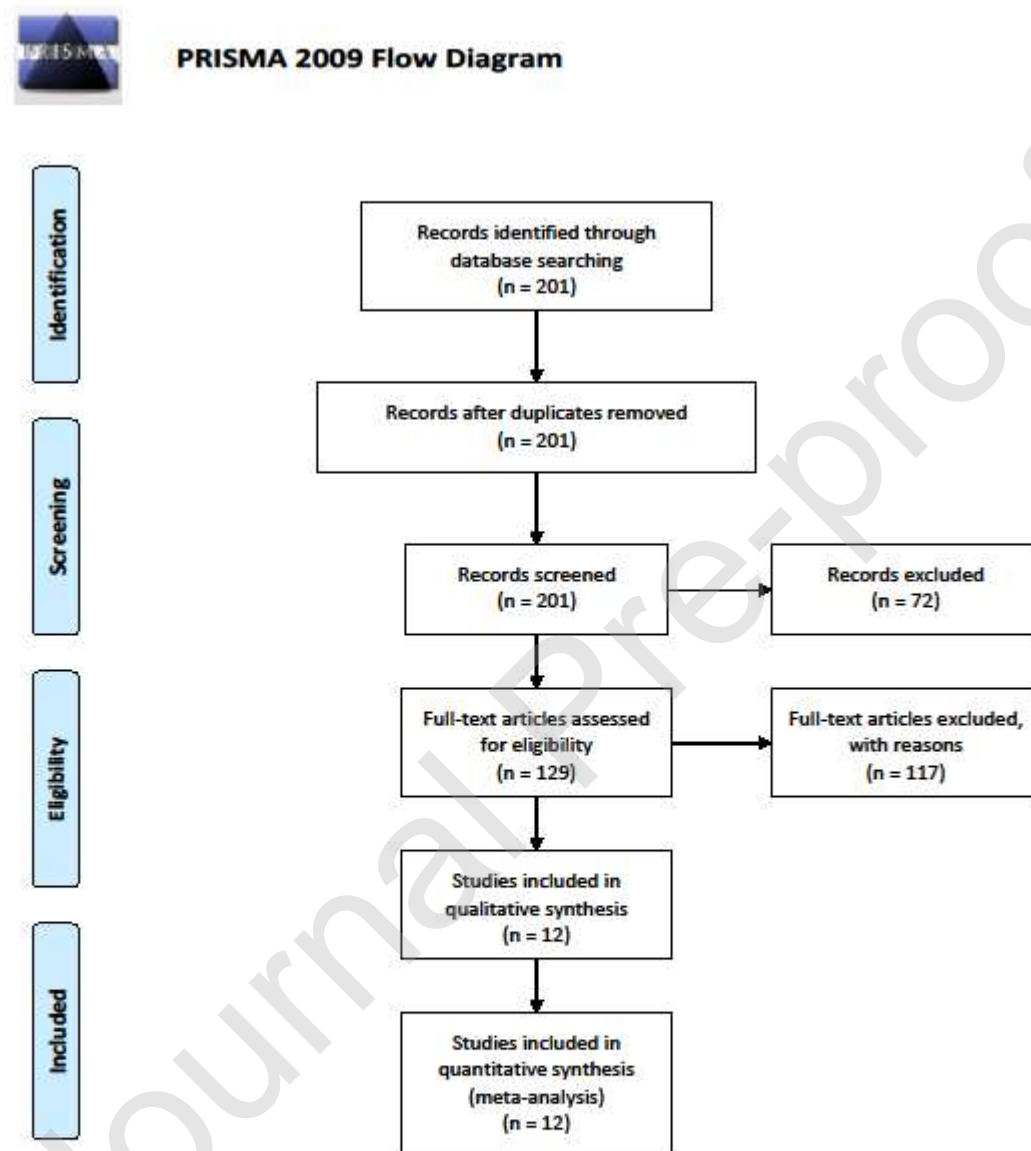 PRISMA
PRISMA 2009 Flow Diagram
Identification
Records identified through
database searching
(n = 201)
Records after duplicates removed
(n = 201)
Screening
Records screened
(n = 201)
Records excluded
(n = 72)
Eligibility
Full-text articles assessed
for eligibility
(n = 129)
Full-text articles excluded,
with reasons
(n = 117)
Studies included in
qualitative synthesis
(n = 12)
Included
Studies included in
quantitative synthesis
(meta-analysis)
(n = 12)
Journal Pre-proo